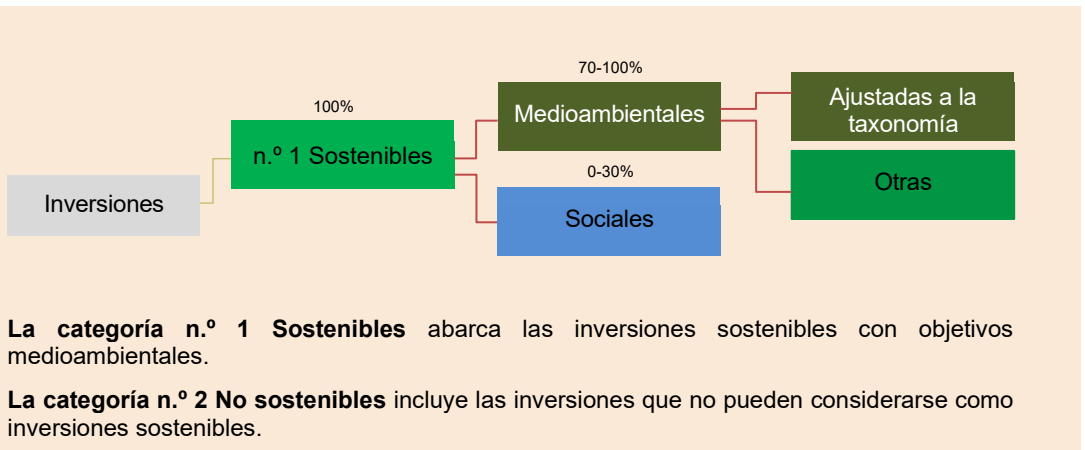 70-100%
Medioambientales
Ajustadas a la
taxonomía
100%
n.º 1 Sostenibles
0-30%
Otras
Inversiones
Sociales
La categoría n.º 1 Sostenibles abarca las inversiones sostenibles con objetivos
medioambientales.
La categoría n.º 2 No sostenibles incluye las inversiones que no pueden considerarse como
inversiones sostenibles.